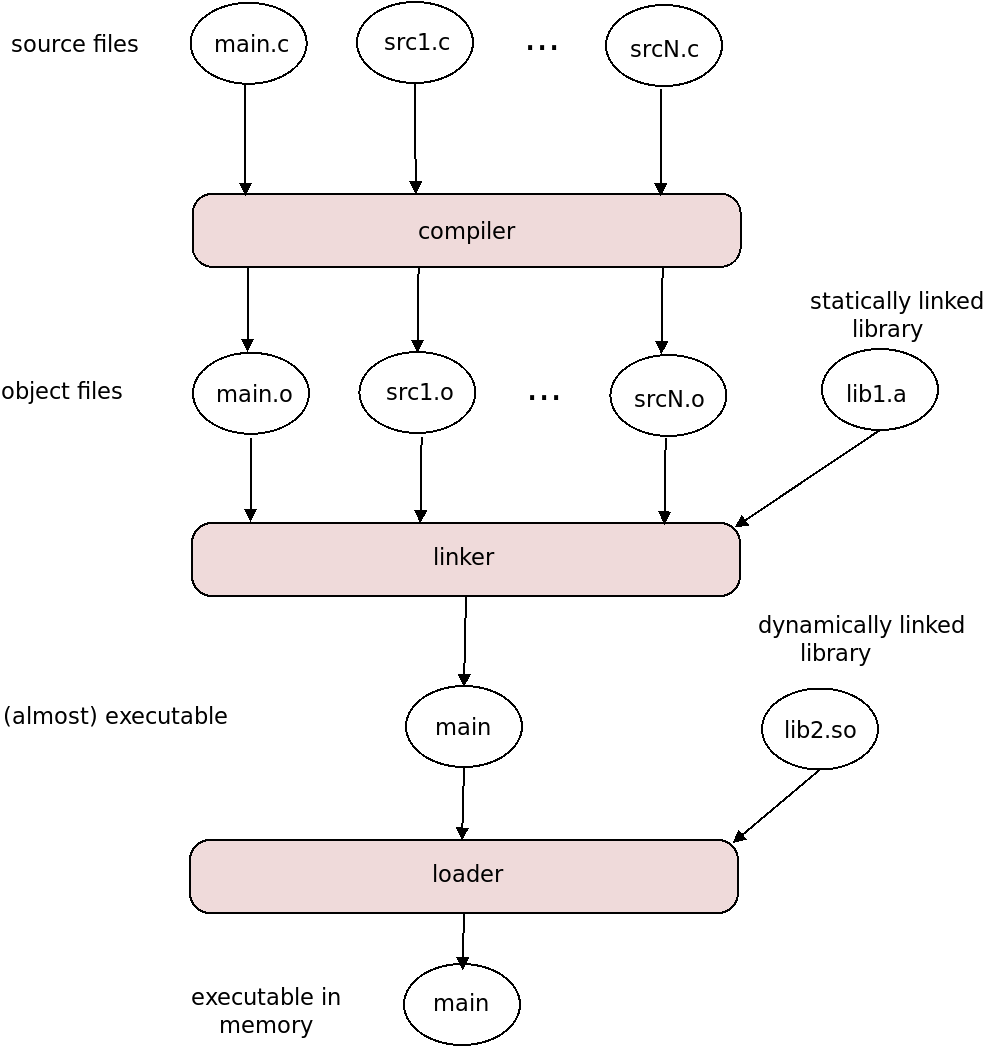 source files
main.c
src1.c
...
srcN.c
compiler
statically linked
library
object files
main.o
src1.o
...
srcN.o
lib1.a
linker
dynamically linked
library
(almost) executable
main
lib2.so
loader
executable in
memory
main